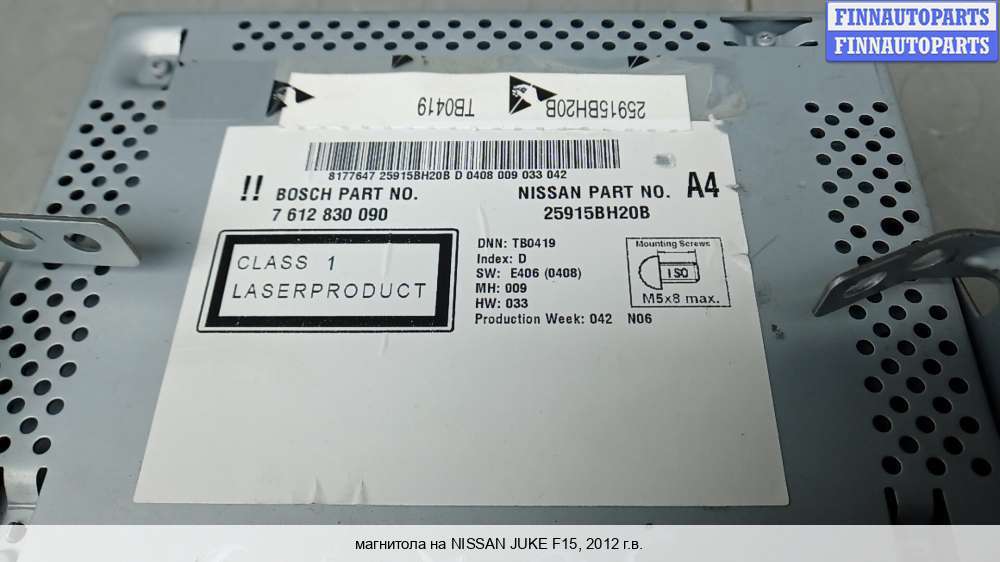 FINNAUTOPARTS
FINNAUTOPARTS
TB0419
25915BH20B
8177647 25915BH20B D 0408 009 033 042
!! BOSCH PART NO.
7 612 830 090
NISSAN PART NO. A4
25915BH20B
CLASS 1
LASERPRODUCT
DNN: TB0419
Index: D
SW: E406 (0408)
MH: 009
HW: 033
Production Week: 042 N06
Mounting Screws
ISO
M5x8 max.
магнитола на NISSAN JUKE F15, 2012 г.в.